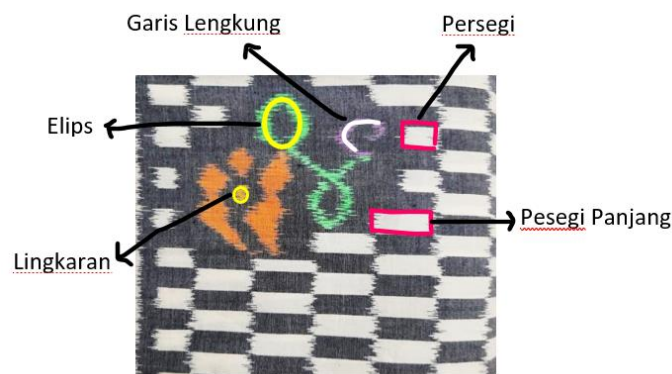 Garis Lengkung
Persegi
Elips
Pesegi Panjang
Lingkaran